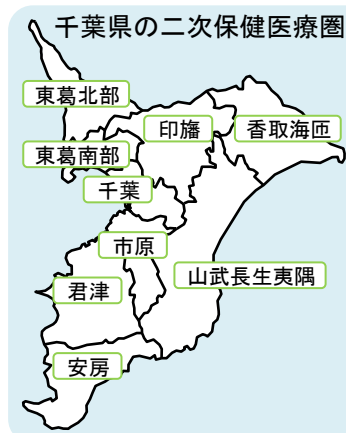 千葉県の二次保健医療圏
東葛北部
印旛
香取海匝
東葛南部
千葉
市原
山武長生夷隅
君津
安房